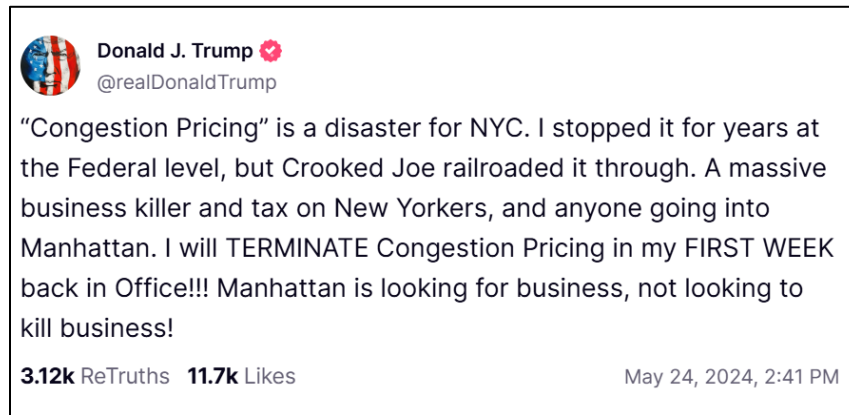 Donald J. Trump
@realDonaldTrump
“Congestion Pricing” is a disaster for NYC. I stopped it for years at
the Federal level, but Crooked Joe railroaded it through. A massive
business killer and tax on New Yorkers, and anyone going into
Manhattan. I will TERMINATE Congestion Pricing in my FIRST WEEK
back in Office!!! Manhattan is looking for business, not looking to
kill business!
3.12k ReTruths 11.7k Likes May 24, 2024, 2:41 PM